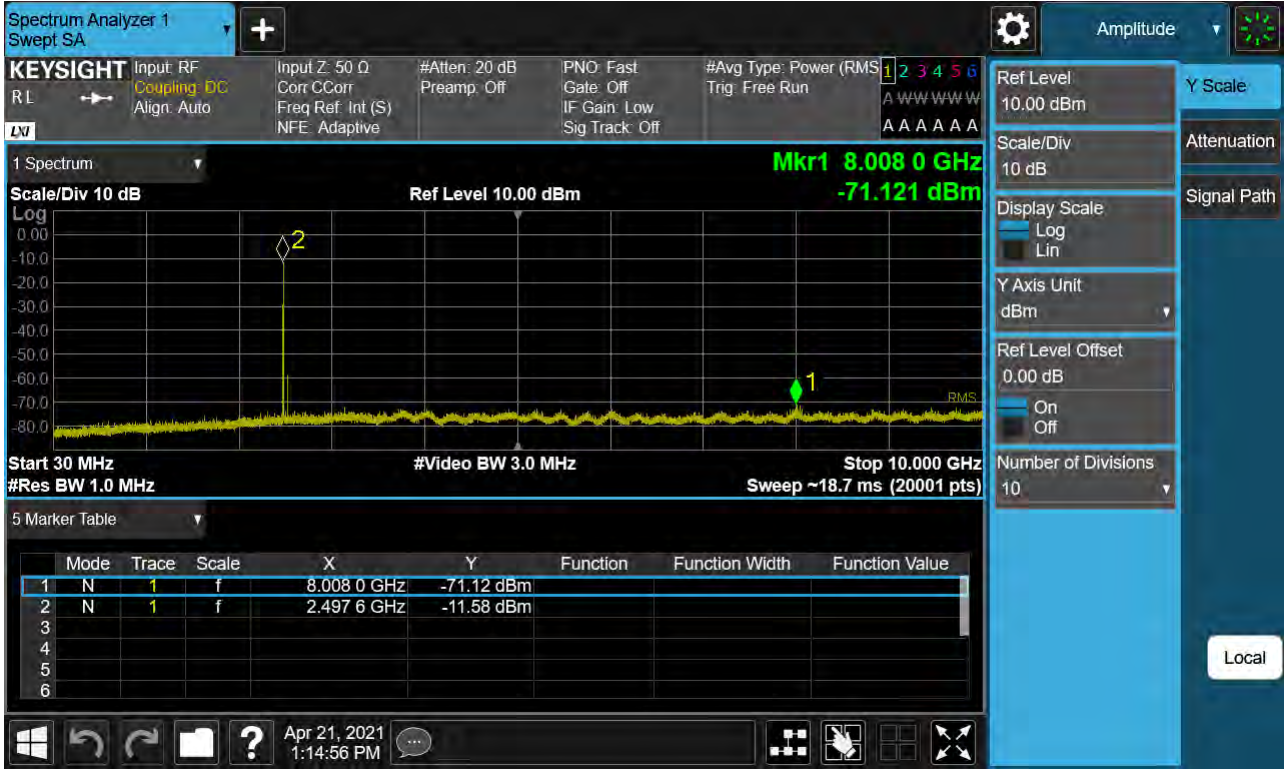 Spectrum Analyzer 1
Swept SA
Amplitude
KEYSIGHT
R L
LXI
Input: RF
Coupling: DC
Align: Auto
Input Z: 50 Ω
Corr CCorr
Freq Ref: Int (S)
NFE: Adaptive
#Atten: 20 dB
Preamp: Off
PNO: Fast
Gate: Off
IF Gain: Low
Sig Track: Off
#Avg Type: Power (RMS
Trig: Free Run
1 2 3 4 5 6
A W W W W W
A A A A A A
1 Spectrum
Mkr1 8.008 0 GHz
-71.121 dBm
Scale/Div 10 dB
Ref Level 10.00 dBm
Log
0.00
-10.0
-20.0
-30.0
-40.0
-50.0
-60.0
-70.0
-80.0
2
1
RMS
Start 30 MHz
#Video BW 3.0 MHz
Stop 10.000 GHz
#Res BW 1.0 MHz
Sweep ~18.7 ms (20001 pts)
5 Marker Table
Mode Trace Scale X Y Function Function Width Function Value
1 N 1 f 8.008 0 GHz -71.12 dBm
2 N 1 f 2.497 6 GHz -11.58 dBm
3
4
5
6
Ref Level
10.00 dBm
Scale/Div
10 dB
Display Scale
Log
Lin
Y Axis Unit
dBm
Ref Level Offset
0.00 dB
On
Off
Number of Divisions
10
Y Scale
Attenuation
Signal Path
Local
?
Apr 21, 2021
1:14:56 PM